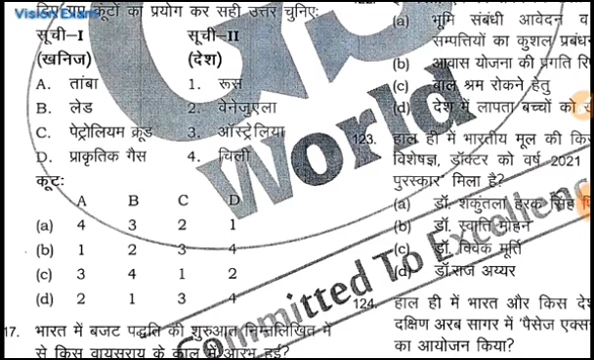 Vision Exam
दिए गए कूटों का प्रयोग कर सही उत्तर चुनिए:
सूची–I सूची–II
(खनिज) (देश)
A. तांबा 1. रूस
B. लेड 2. वेनेजुएला
C. पेट्रोलियम क्रूड 3. ऑस्ट्रेलिया
D. प्राकृतिक गैस 4. चिली
कूट:
A B C D
(a) 4 3 2 1
(b) 1 2 3 4
(c) 3 4 1 2
(d) 2 1 3 4
17. भारत में बजट पद्धति की शुरुआत निम्नलिखित में
से किस वायसराय के काल में आरंभ हुई?
(a) भूमि संबंधी आवेदन व
सम्पत्तियों का कुशल प्रबंधन
(b) आवास योजना की प्रगति
(c) बाल श्रम रोकने हेतु
(d) देश में लापता बच्चों को
123. हाल ही में भारतीय मूल की
विशेषज्ञ, डॉक्टर को वर्ष 2021
पुरस्कार' मिला है?
(a) डॉ. शकुंतला हरक सिंह
(b) डॉ. स्वाति मोहन
(c) डॉ. विवेक मूर्ति
(d) डॉ.राज अय्यर
124. हाल ही में भारत और किस
दक्षिण अरब सागर में 'पैसेज
का आयोजन किया?
World
Committed To Excellence